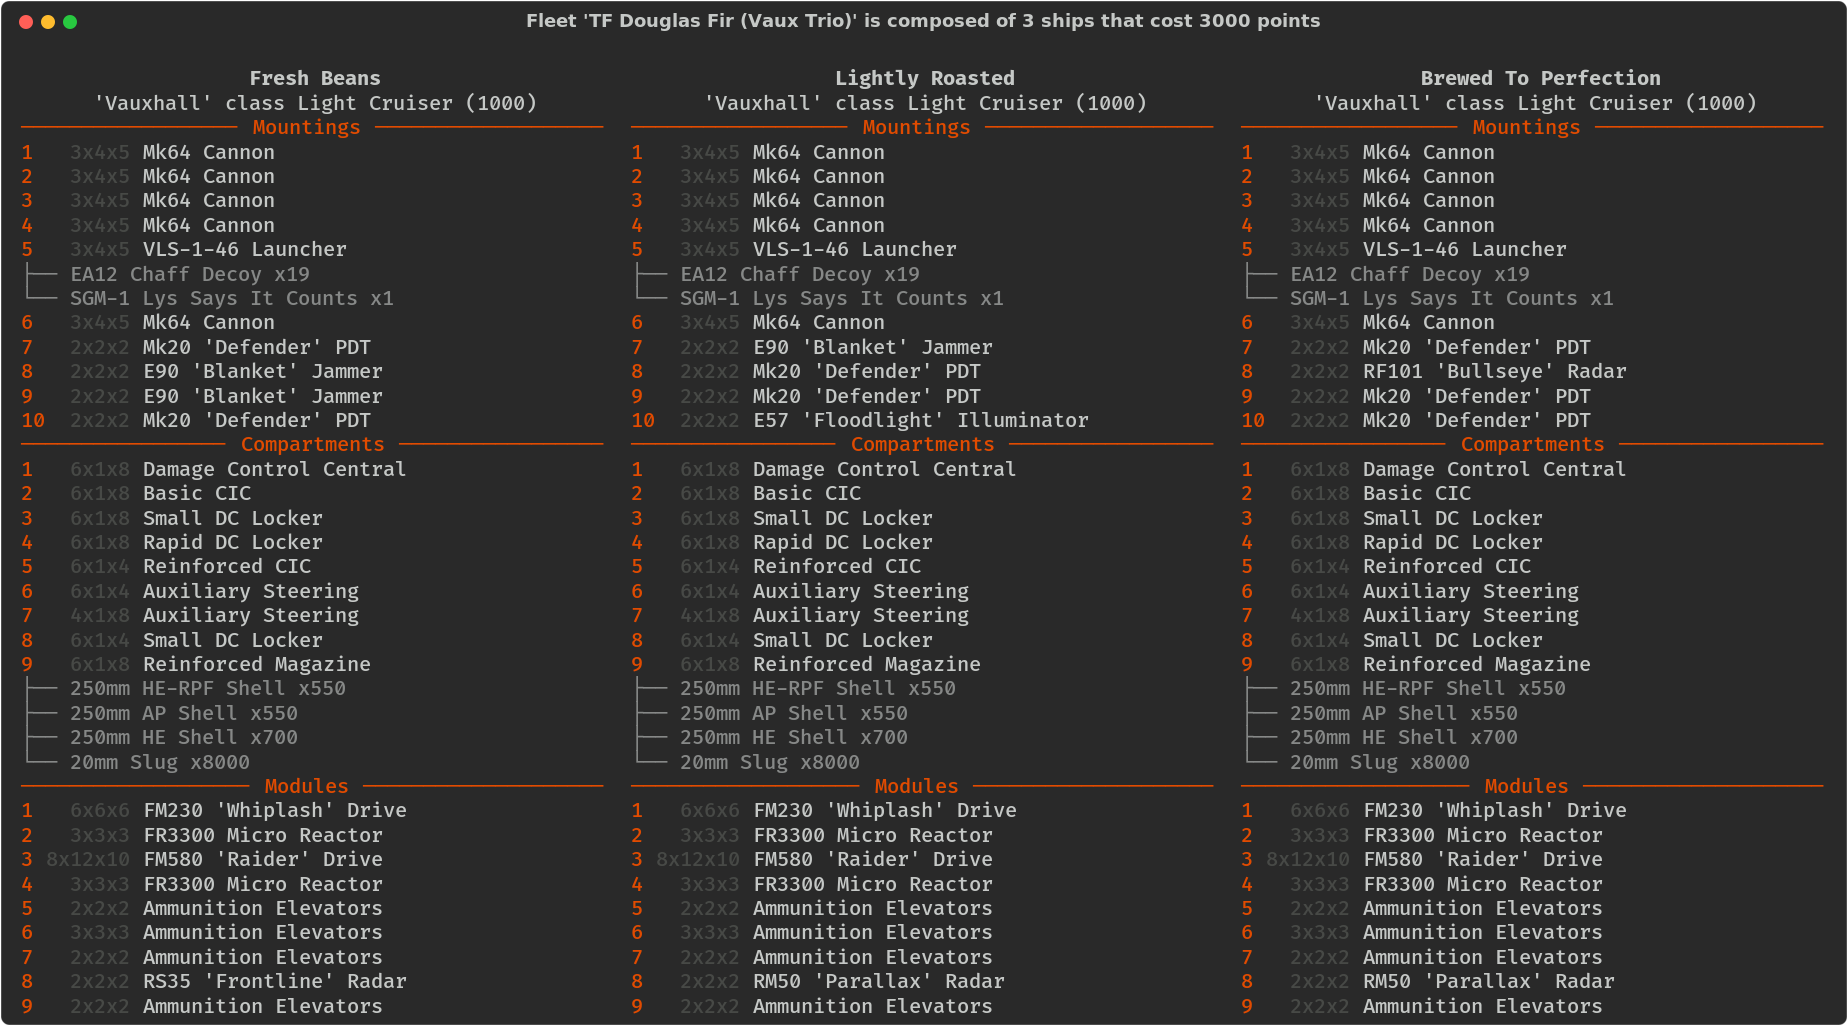 Fleet 'TF Douglas Fir (Vaux Trio)' is composed of 3 ships that cost 3000 points
Fresh Beans
'Vauxhall' class Light Cruiser (1000)
Mountings
1 3x4x5 Mk64 Cannon
2 3x4x5 Mk64 Cannon
3 3x4x5 Mk64 Cannon
4 3x4x5 Mk64 Cannon
5 3x4x5 VLS-1-46 Launcher
EA12 Chaff Decoy x19
SGM-1 Lys Says It Counts x1
6 3x4x5 Mk64 Cannon
7 2x2x2 Mk20 'Defender' PDT
8 2x2x2 E90 'Blanket' Jammer
9 2x2x2 E90 'Blanket' Jammer
10 2x2x2 Mk20 'Defender' PDT
Compartments
1 6x1x8 Damage Control Central
2 6x1x8 Basic CIC
3 6x1x8 Small DC Locker
4 6x1x8 Rapid DC Locker
5 6x1x4 Reinforced CIC
6 6x1x4 Auxiliary Steering
7 4x1x8 Auxiliary Steering
8 6x1x4 Small DC Locker
9 6x1x8 Reinforced Magazine
250mm HE-RPF Shell x550
250mm AP Shell x550
250mm HE Shell x700
20mm Slug x8000
Modules
1 6x6x6 FM230 'Whiplash' Drive
2 3x3x3 FR3300 Micro Reactor
3 8x12x10 FM580 'Raider' Drive
4 3x3x3 FR3300 Micro Reactor
5 2x2x2 Ammunition Elevators
6 3x3x3 Ammunition Elevators
7 2x2x2 Ammunition Elevators
8 2x2x2 RS35 'Frontline' Radar
9 2x2x2 Ammunition Elevators
Lightly Roasted
'Vauxhall' class Light Cruiser (1000)
Mountings
1 3x4x5 Mk64 Cannon
2 3x4x5 Mk64 Cannon
3 3x4x5 Mk64 Cannon
4 3x4x5 Mk64 Cannon
5 3x4x5 VLS-1-46 Launcher
EA12 Chaff Decoy x19
SGM-1 Lys Says It Counts x1
6 3x4x5 Mk64 Cannon
7 2x2x2 E90 'Blanket' Jammer
8 2x2x2 Mk20 'Defender' PDT
9 2x2x2 Mk20 'Defender' PDT
10 2x2x2 E57 'Floodlight' Illuminator
Compartments
1 6x1x8 Damage Control Central
2 6x1x8 Basic CIC
3 6x1x8 Small DC Locker
4 6x1x8 Rapid DC Locker
5 6x1x4 Reinforced CIC
6 6x1x4 Auxiliary Steering
7 4x1x8 Auxiliary Steering
8 6x1x4 Small DC Locker
9 6x1x8 Reinforced Magazine
250mm HE-RPF Shell x550
250mm AP Shell x550
250mm HE Shell x700
20mm Slug x8000
Modules
1 6x6x6 FM230 'Whiplash' Drive
2 3x3x3 FR3300 Micro Reactor
3 8x12x10 FM580 'Raider' Drive
4 3x3x3 FR3300 Micro Reactor
5 2x2x2 Ammunition Elevators
6 3x3x3 Ammunition Elevators
7 2x2x2 Ammunition Elevators
8 2x2x2 RM50 'Parallax' Radar
9 2x2x2 Ammunition Elevators
Brewed To Perfection
'Vauxhall' class Light Cruiser (1000)
Mountings
1 3x4x5 Mk64 Cannon
2 3x4x5 Mk64 Cannon
3 3x4x5 Mk64 Cannon
4 3x4x5 Mk64 Cannon
5 3x4x5 VLS-1-46 Launcher
EA12 Chaff Decoy x19
SGM-1 Lys Says It Counts x1
6 3x4x5 Mk64 Cannon
7 2x2x2 Mk20 'Defender' PDT
8 2x2x2 RF101 'Bullseye' Radar
9 2x2x2 Mk20 'Defender' PDT
10 2x2x2 Mk20 'Defender' PDT
Compartments
1 6x1x8 Damage Control Central
2 6x1x8 Basic CIC
3 6x1x8 Small DC Locker
4 6x1x8 Rapid DC Locker
5 6x1x4 Reinforced CIC
6 6x1x4 Auxiliary Steering
7 4x1x8 Auxiliary Steering
8 6x1x4 Small DC Locker
9 6x1x8 Reinforced Magazine
250mm HE-RPF Shell x550
250mm AP Shell x550
250mm HE Shell x700
20mm Slug x8000
Modules
1 6x6x6 FM230 'Whiplash' Drive
2 3x3x3 FR3300 Micro Reactor
3 8x12x10 FM580 'Raider' Drive
4 3x3x3 FR3300 Micro Reactor
5 2x2x2 Ammunition Elevators
6 3x3x3 Ammunition Elevators
7 2x2x2 Ammunition Elevators
8 2x2x2 RM50 'Parallax' Radar
9 2x2x2 Ammunition Elevators